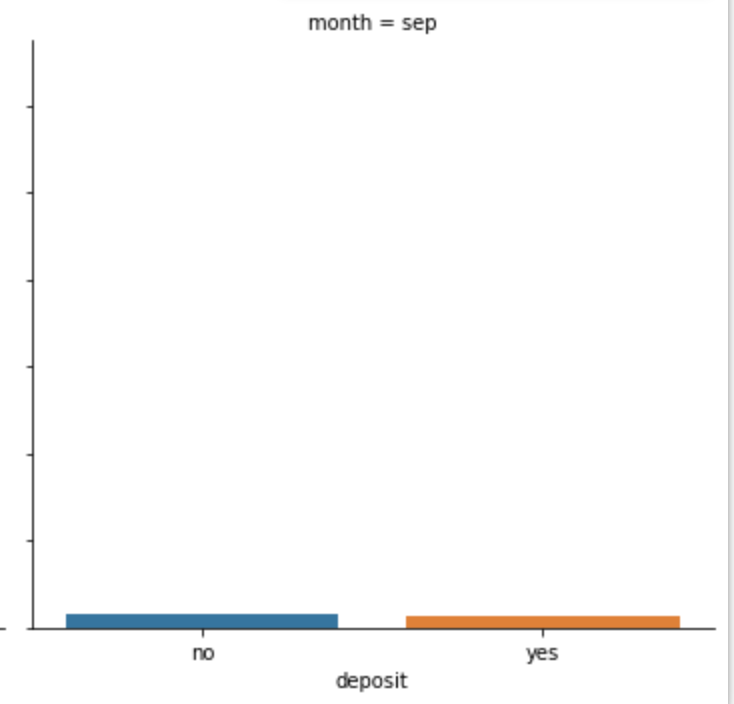 month = sep
no yes
deposit